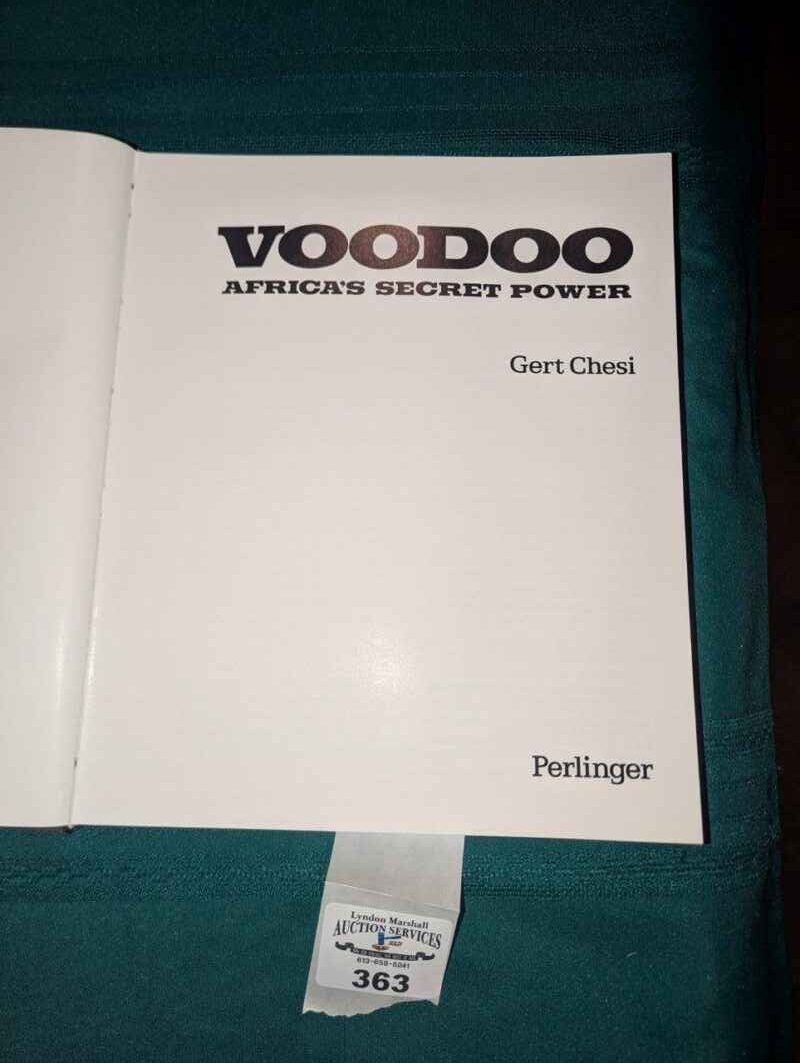 VOODOO
AFRICA'S SECRET POWER
Gert Chesi
Perlinger
Lyndon Marshall
AUCTION SERVICES
363